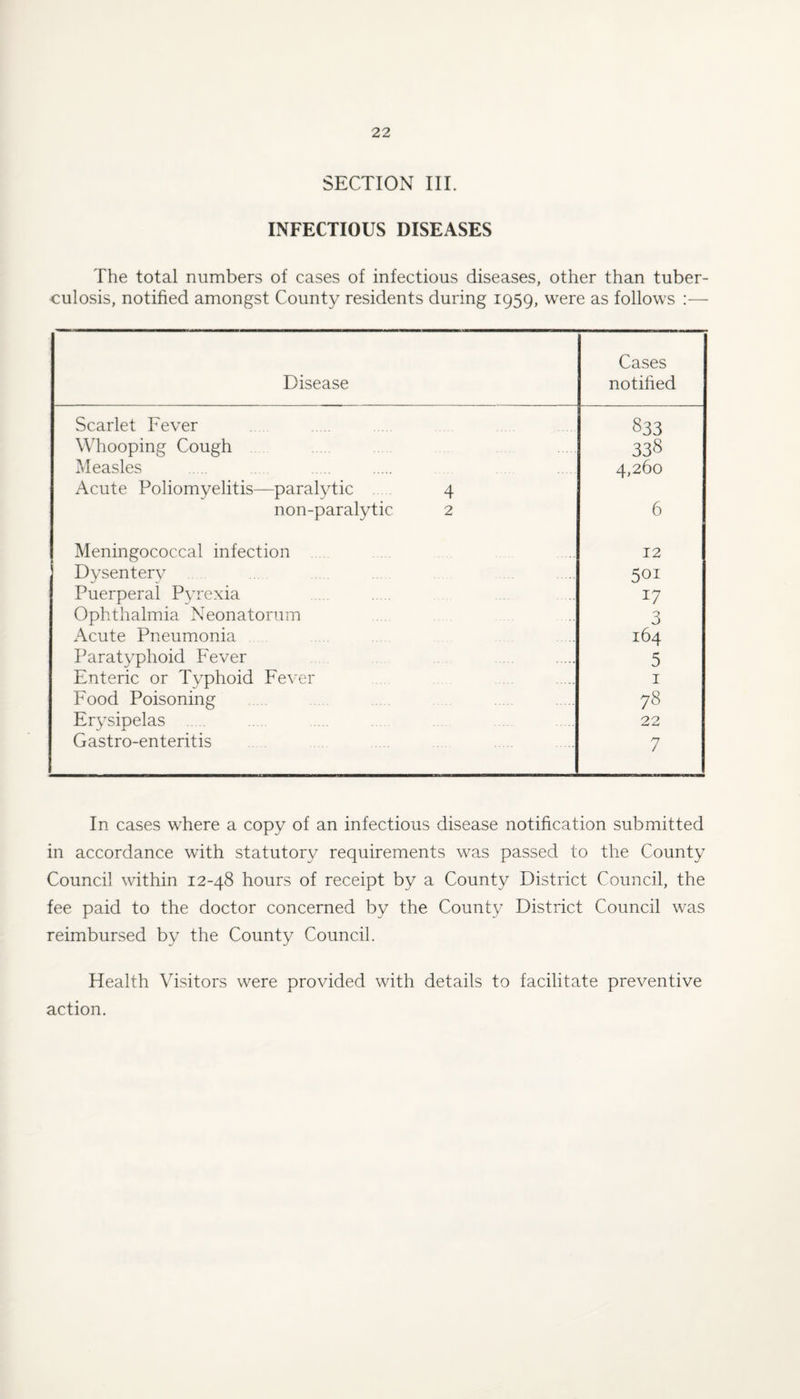 22
SECTION III.
INFECTIOUS DISEASES
The total numbers of cases of infectious diseases, other than tuber-
culosis, notified amongst County residents during 1959, were as follows :—
Disease Cases notified
Scarlet Fever 833
Whooping Cough 338
Measles 4,260
Acute Poliomyelitis—paralytic 4
non-paralytic 2 6
Meningococcal infection 12
Dysentery 501
Puerperal Pyrexia 17
Ophthalmia Neonatorum 3
Acute Pneumonia 164
Paratyphoid Fever 5
Enteric or Typhoid Fever 1
Food Poisoning 78
Erysipelas 22
Gastro-enteritis 7
In cases where a copy of an infectious disease notification submitted
in accordance with statutory requirements was passed to the County
Council within 12-48 hours of receipt by a County District Council, the
fee paid to the doctor concerned by the County District Council was
reimbursed by the County Council.
Health Visitors were provided with details to facilitate preventive
action.